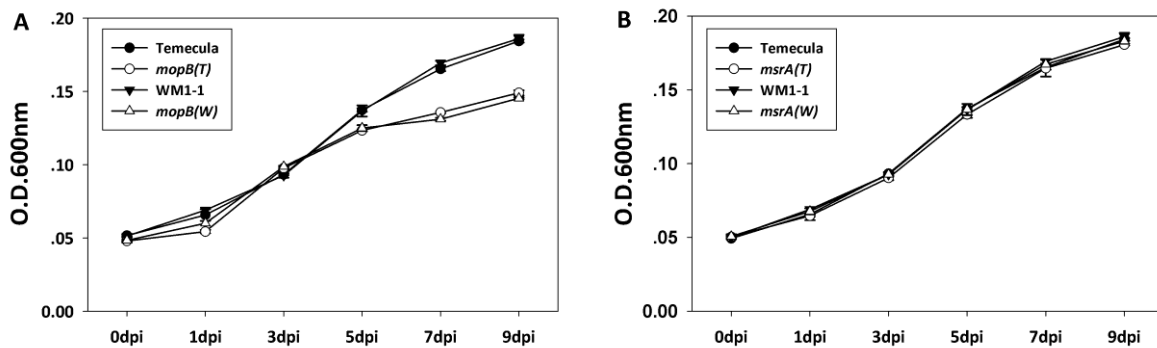 A
.20
.15
.10
.05
0.00
O.D.600nm
Temecula
mopB(T)
WM1-1
mopB(W)
0dpi 1dpi 3dpi 5dpi 7dpi 9dpi
B
.20
.15
.10
.05
0.00
O.D.600nm
Temecula
msrA(T)
WM1-1
msrA(W)
0dpi 1dpi 3dpi 5dpi 7dpi 9dpi